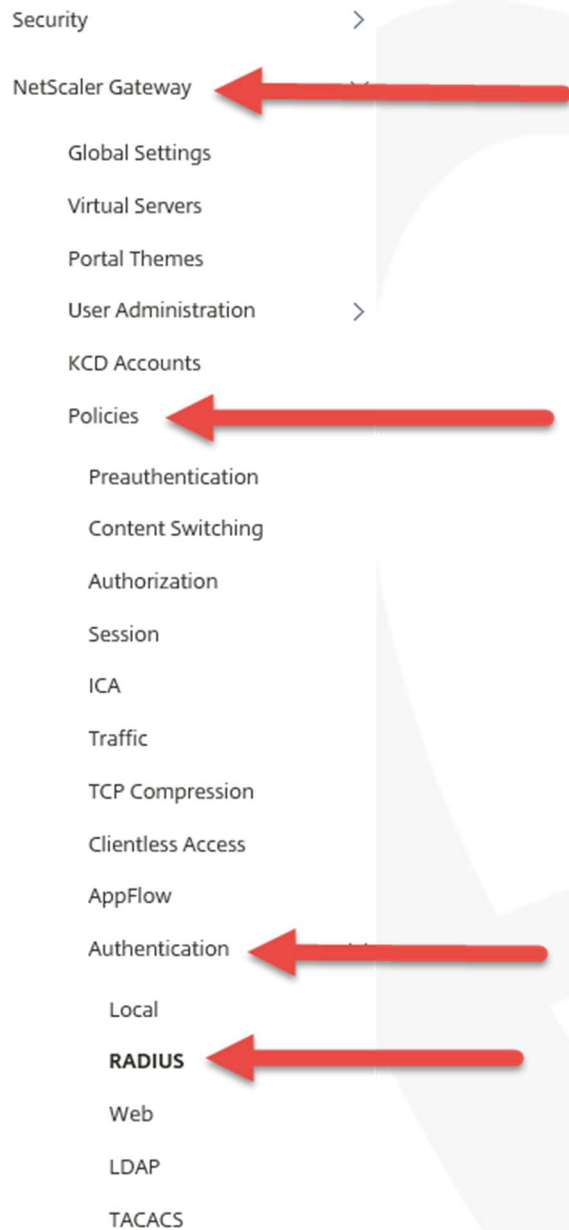 Security
NetScaler Gateway
Global Settings
Virtual Servers
Portal Themes
User Administration
KCD Accounts
Policies
Preauthentication
Content Switching
Authorization
Session
ICA
Traffic
TCP Compression
Clientless Access
AppFlow
Authentication
Local
RADIUS
Web
LDAP
TACACS